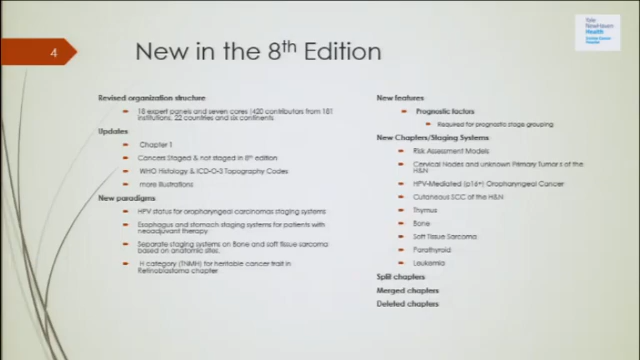 4
New in the 8th Edition
Yale
NewHaven
Health
Smilow Cancer
Hospital
Revised organization structure
18 expert panels and seven cores (420 contributors from 181
institutions, 22 countries and six continents
Updates
Chapter 1
Cancers Staged & not staged in 8th edition
WHO Histology & ICD-O-3 Topography Codes
more illustrations
New paradigms
HPV status for oropharyngeal carcinomas staging systems
Esophagus and stomach staging systems for patients with
neoadjuvant therapy
Separate staging systems on Bone and soft tissue sarcoma
based on anatomic sites.
H category (TNMH) for heritable cancer trait in
Retinoblastoma chapter
New features
Prognostic factors
Required for prognostic stage grouping
New Chapters/Staging Systems
Risk Assessment Models
Cervical Nodes and unknown Primary Tumors of the
H&N
HPV-Mediated (p16+) Oropharyngeal Cancer
Cutaneous SCC of the H&N
Thymus
Bone
Soft Tissue Sarcoma
Parathyroid
Leukemia
Split chapters
Merged chapters
Deleted chapters